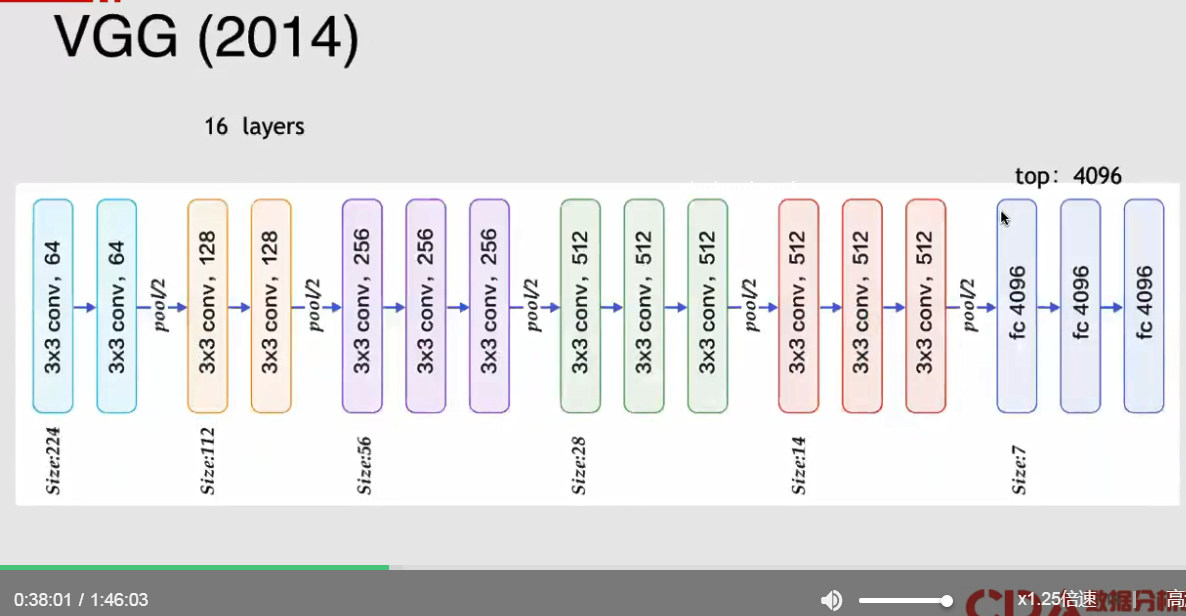 VGG (2014)
16 layers
top: 4096
3x3 conv, 64
3x3 conv, 64
pool/2
3x3 conv, 128
3x3 conv, 128
pool/2
3x3 conv, 256
3x3 conv, 256
3x3 conv, 256
pool/2
3x3 conv, 512
3x3 conv, 512
3x3 conv, 512
pool/2
3x3 conv, 512
3x3 conv, 512
3x3 conv, 512
pool/2
fc 4096
fc 4096
fc 4096
Size:224
Size:112
Size:56
Size:28
Size:14
Size:7
0:38:01 / 1:46:03
x1.25倍速
数据分析